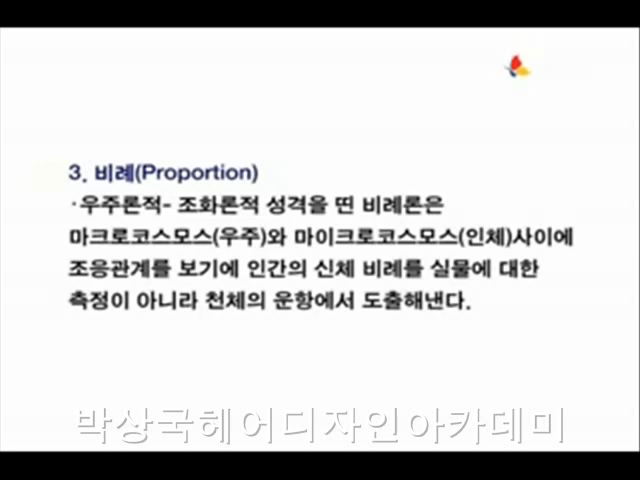 3. 비례(Proportion)
·우주론적- 조화론적 성격을 띤 비례론은
마크로코스모스(우주)와 마이크로코스모스(인체)사이에
조응관계를 보기에 인간의 신체 비례를 실물에 대한
측정이 아니라 천체의 운항에서 도출해낸다.
박상국헤어디자인아카데미